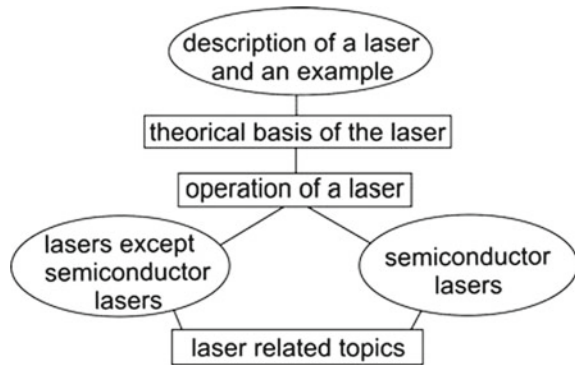 description of a laser
and an example
theorical basis of the laser
operation of a laser
lasers except
semiconductor
lasers
semiconductor
lasers
laser related topics